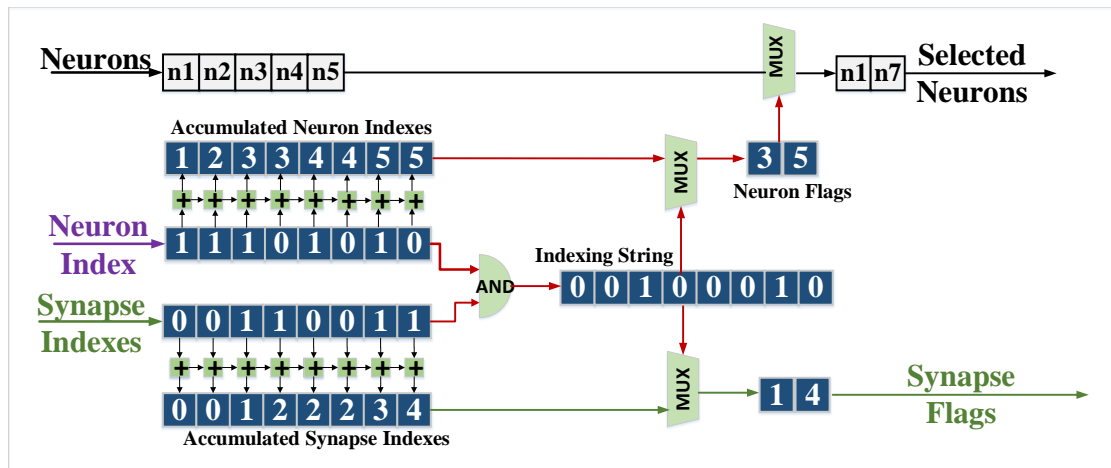 Neurons
n1 n2 n3 n4 n5
MUX
n1 n7
Selected
Neurons
Accumulated Neuron Indexes
1 2 3 3 4 4 5 5
MUX
3 5
Neuron Flags
+ + + + + + + +
Neuron
Index
1 1 1 0 1 0 1 0
AND
Indexing String
0 0 1 0 0 0 1 0
Synapse
Indexes
0 0 1 1 0 0 1 1
+ + + + + + + +
MUX
0 0 1 2 2 2 3 4
Accumulated Synapse Indexes
1 4
Synapse
Flags